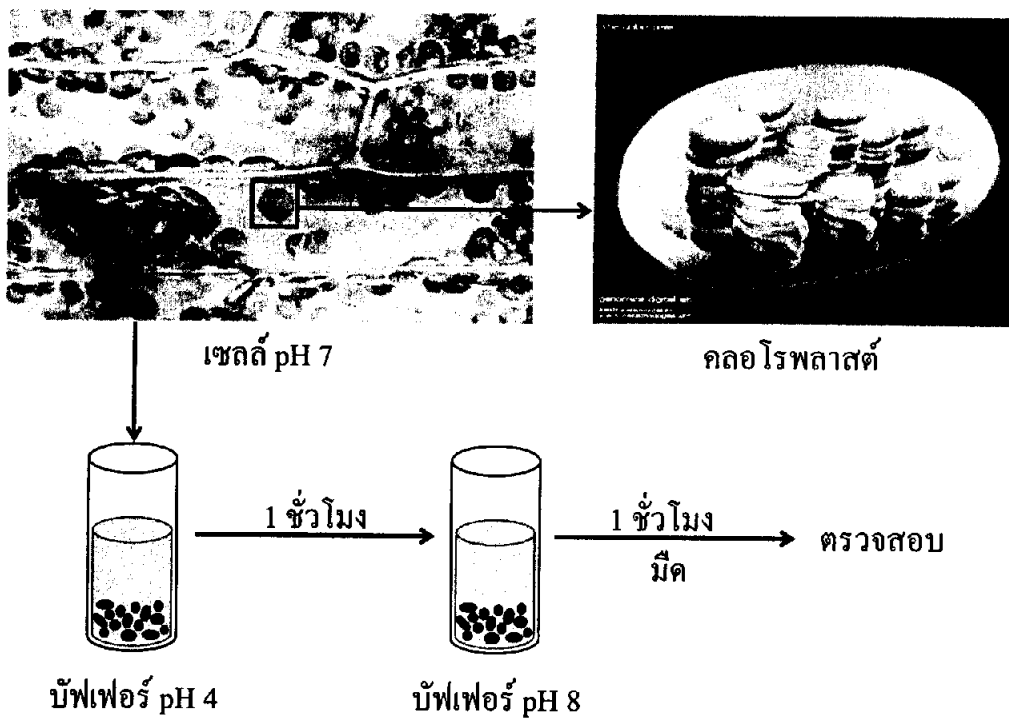 เซลล์ pH 7
คลอโรพลาสต์
1 ชั่วโมง
1 ชั่วโมง
มืด
ตรวจสอบ
บัฟเฟอร์ pH 4
บัฟเฟอร์ pH 8